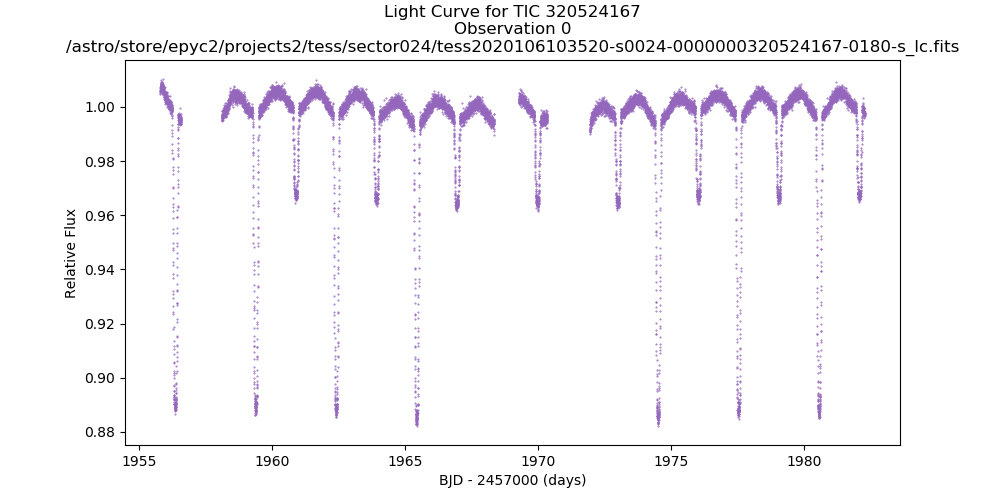 Light Curve for TIC 320524167
Observation 0
/astro/store/epyc2/projects2/tess/sector024/tess2020106103520-s0024-0000000320524167-0180-s_lc.fits
Relative Flux
1.00
0.98
0.96
0.94
0.92
0.90
0.88
1955
1960
1965
1970
1975
1980
BJD - 2457000 (days)